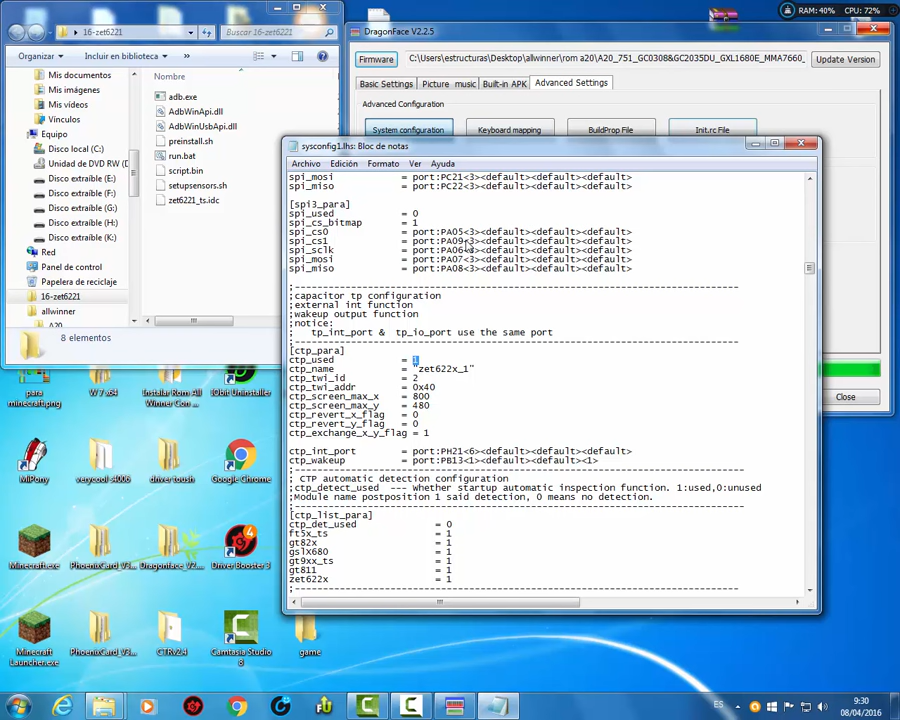 16-zet6221
Buscar 16-zet6221
Organizar
Incluir en biblioteca
»
Mis documentos
Mis imágenes
Mis vídeos
Vínculos
Equipo
Disco local (C:)
Unidad de DVD RW (
Disco extraíble (E:)
Disco extraíble (F:)
Disco extraíble (G:)
Disco extraíble (H:)
Disco extraíble (K:)
Red
Panel de control
Papelera de reciclaje
16-zet6221
allwinner
A20
Nombre
adb.exe
AdbWinApi.dll
AdbWinUsbApi.dll
preinstall.sh
run.bat
script.bin
setupsensors.sh
zet6221_ts.idc
8 elementos
RAM: 40%
CPU: 72%
DragonFace V2.2.5
Firmware
C:\Users\estructuras\Desktop\allwinner\rom a20\A20_751_GC0308&GC2035DU_GXL1680E_MMA7660_
Update Version
Basic Settings
Picture music
Built-in APK
Advanced Settings
Advanced Configuration
System configuration
Keyboard mapping
BuildProp File
Init.rc File
Close
sysconfig1.lhs: Bloc de notas
Archivo Edición Formato Ver Ayuda
spi_mosi = port:PC21<3><default><default><default>
spi_miso = port:PC22<3><default><default><default>
[spi3_para]
spi_used = 0
spi_cs_bitmap = 1
spi_cs0 = port:PA05<3><default><default><default>
spi_cs1 = port:PA09<3><default><default><default>
spi_sclk = port:PA06<3><default><default><default>
spi_mosi = port:PA07<3><default><default><default>
spi_miso = port:PA08<3><default><default><default>
;capacitor tp configuration
;external int function
;wakeup output function
;notice:
; tp_int_port & tp_io_port use the same port
[ctp_para]
ctp_used = 1
ctp_name = "zet622x_1"
ctp_twi_id = 2
ctp_twi_addr = 0x40
ctp_screen_max_x = 800
ctp_screen_max_y = 480
ctp_revert_x_flag = 0
ctp_revert_y_flag = 0
ctp_exchange_x_y_flag = 1
ctp_int_port = port:PH21<6><default><default><default>
ctp_wakeup = port:PB13<1><default><default><1>
; CTP automatic detection configuration
;ctp_detect_used --- whether startup automatic inspection function. 1:used,0:unused
;Module name postposition 1 said detection, 0 means no detection.
[ctp_list_para]
ctp_det_used = 0
ft5x_ts = 1
gt82x = 1
gslx680 = 1
gt9xx_ts = 1
gt811 = 1
zet622x = 1
para minecraft.png
W 7 x64
Instalar Rom All Winner Con ...
IObit Uninstaller
MiPony
verycool s4006
driver toush
Google Chrome
Minecraft.exe
PhoenixCard_V3...
Dragonface_V2....
Driver Booster 3
Minecraft Launcher.exe
PhoenixCard_V3...
CTRv2.4
Camtasia Studio 8
game
ES
9:30
08/04/2016